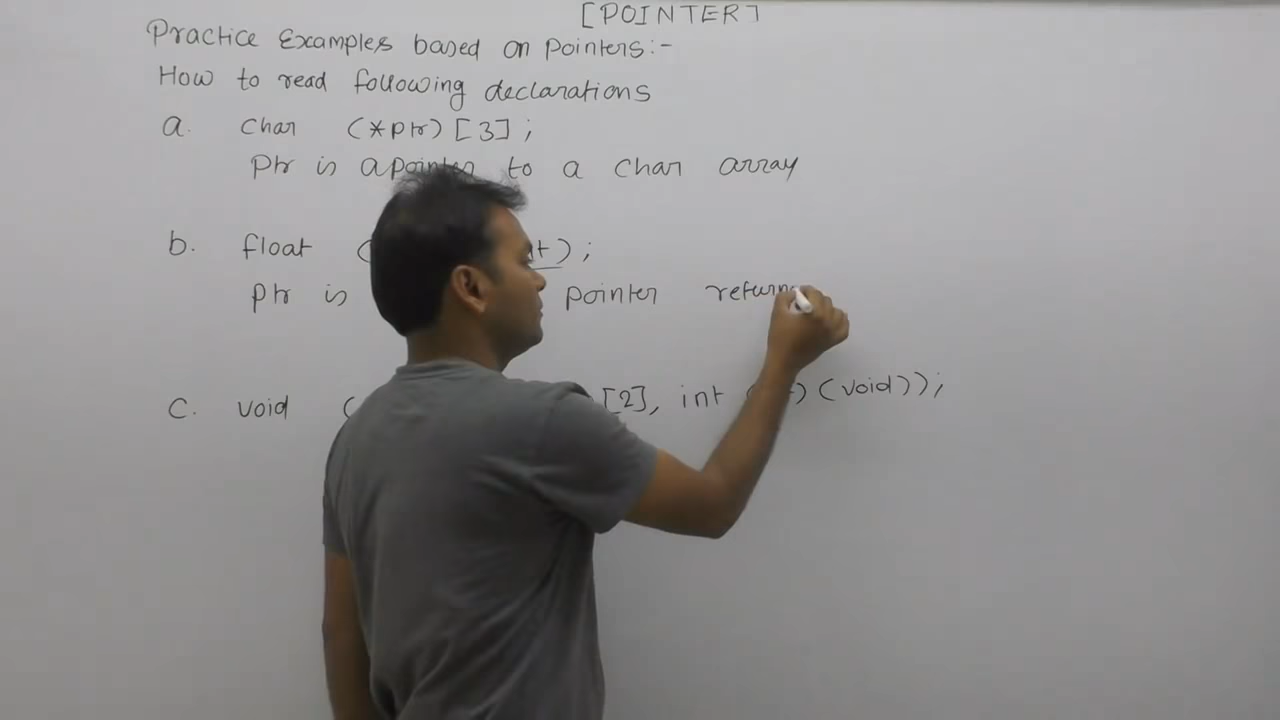 [POINTER]
Practice Examples based on pointers:-
How to read following declarations
a. char (*ptr)[3];
Ptr is a pointer to a char array
b. float ( );
Ptr is pointer return
c. void ( [2], int ) (void));